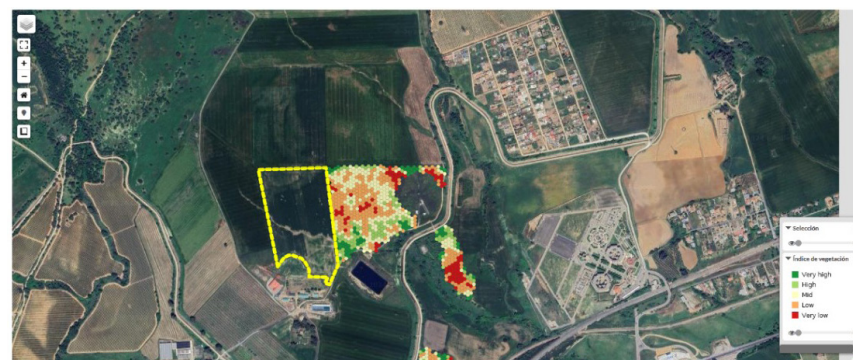 Selección
Índice de vegetación
Very high
High
Mid
Low
Very low